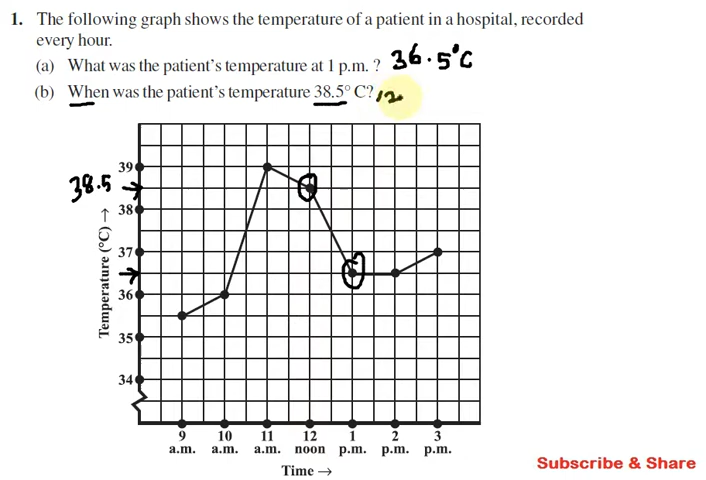 1. The following graph shows the temperature of a patient in a hospital, recorded
every hour.
(a) What was the patient's temperature at 1 p.m. ? 36.5°C
(b) When was the patient's temperature 38.5° C? 12
39
38.5
38
37
36
35
34
Temperature (°C) →
9 10 11 12 1 2 3
a.m. a.m. a.m. noon p.m. p.m. p.m.
Time →
Subscribe & Share